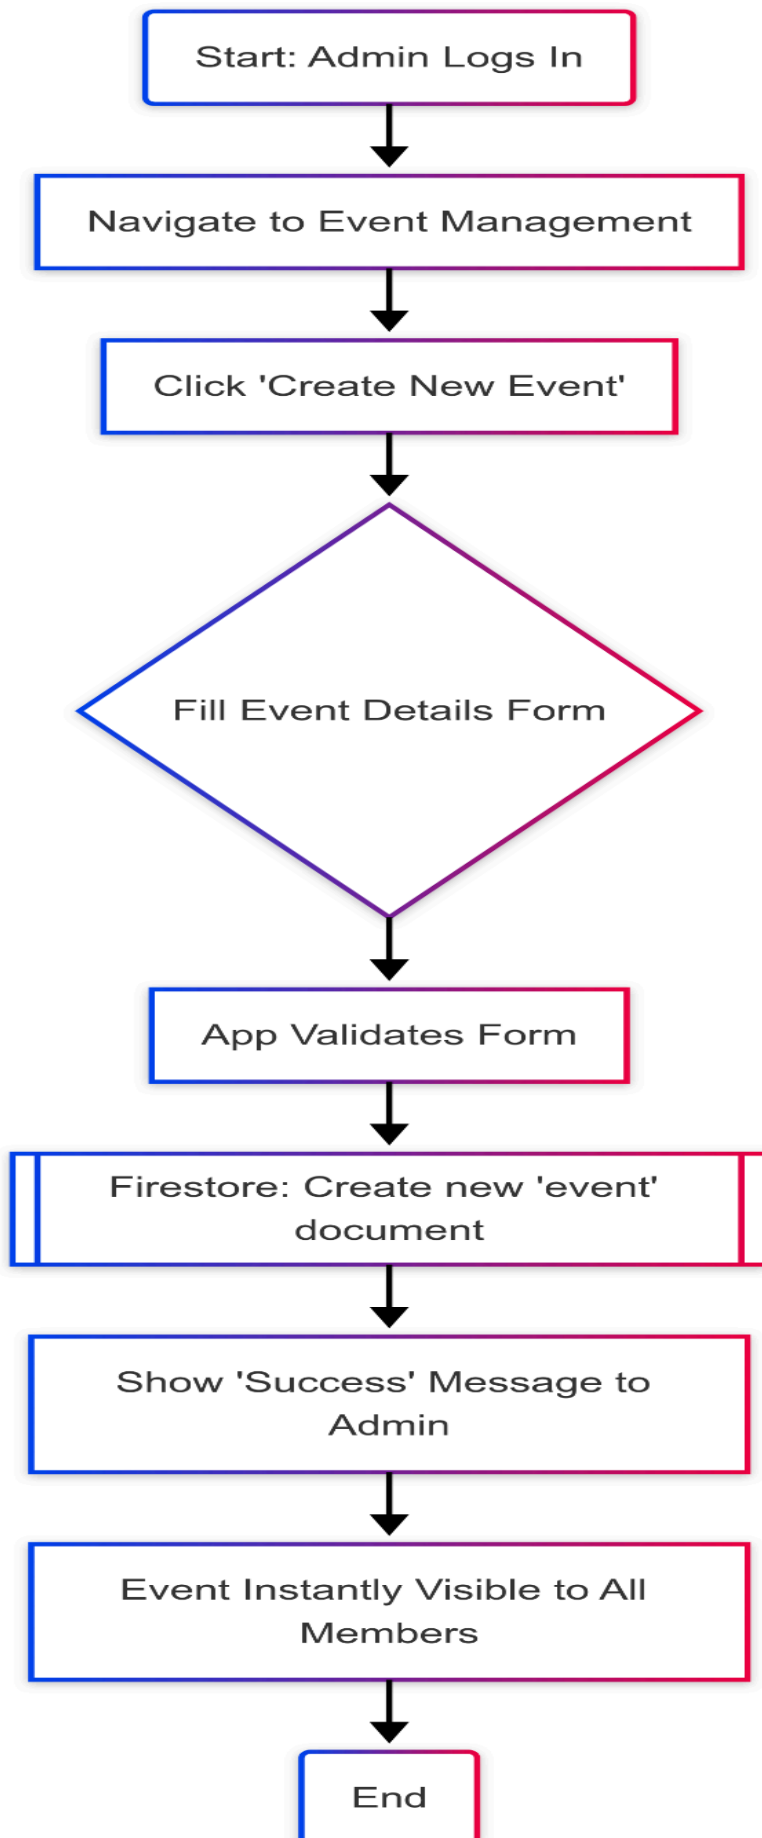 Start: Admin Logs In
Navigate to Event Management
Click 'Create New Event'
Fill Event Details Form
App Validates Form
Firestore: Create new 'event'
document
Show 'Success' Message to
Admin
Event Instantly Visible to All
Members
End